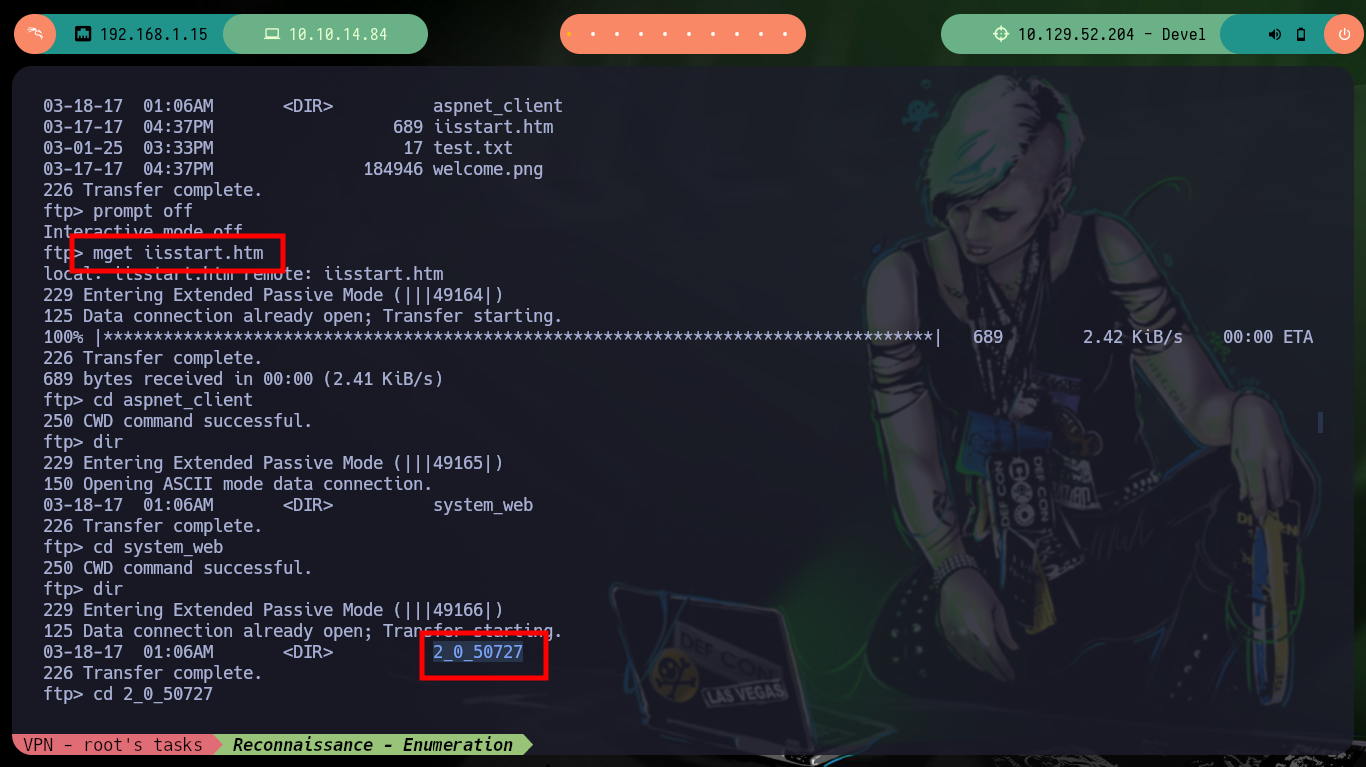 192.168.1.15 10.10.14.84 10.129.52.204 - Devel
03-18-17 01:06AM <DIR> aspnet_client
03-17-17 04:37PM 689 iisstart.htm
03-01-25 03:33PM 17 test.txt
03-17-17 04:37PM 184946 welcome.png
226 Transfer complete.
ftp> prompt off
Interactive mode off
ftp> mget iisstart.htm
local: iisstart.htm remote: iisstart.htm
229 Entering Extended Passive Mode (|||49164|)
125 Data connection already open; Transfer starting.
100% |***********************************************************************************| 689 2.42 KiB/s 00:00 ETA
226 Transfer complete.
689 bytes received in 00:00 (2.41 KiB/s)
ftp> cd aspnet_client
250 CWD command successful.
ftp> dir
229 Entering Extended Passive Mode (|||49165|)
150 Opening ASCII mode data connection.
03-18-17 01:06AM <DIR> system_web
226 Transfer complete.
ftp> cd system_web
250 CWD command successful.
ftp> dir
229 Entering Extended Passive Mode (|||49166|)
125 Data connection already open; Transfer starting.
03-18-17 01:06AM <DIR> 2_0_50727
226 Transfer complete.
ftp> cd 2_0_50727
DEF CON
DEF CON
LAS VEGAS
VPN - root's tasks Reconnaissance - Enumeration